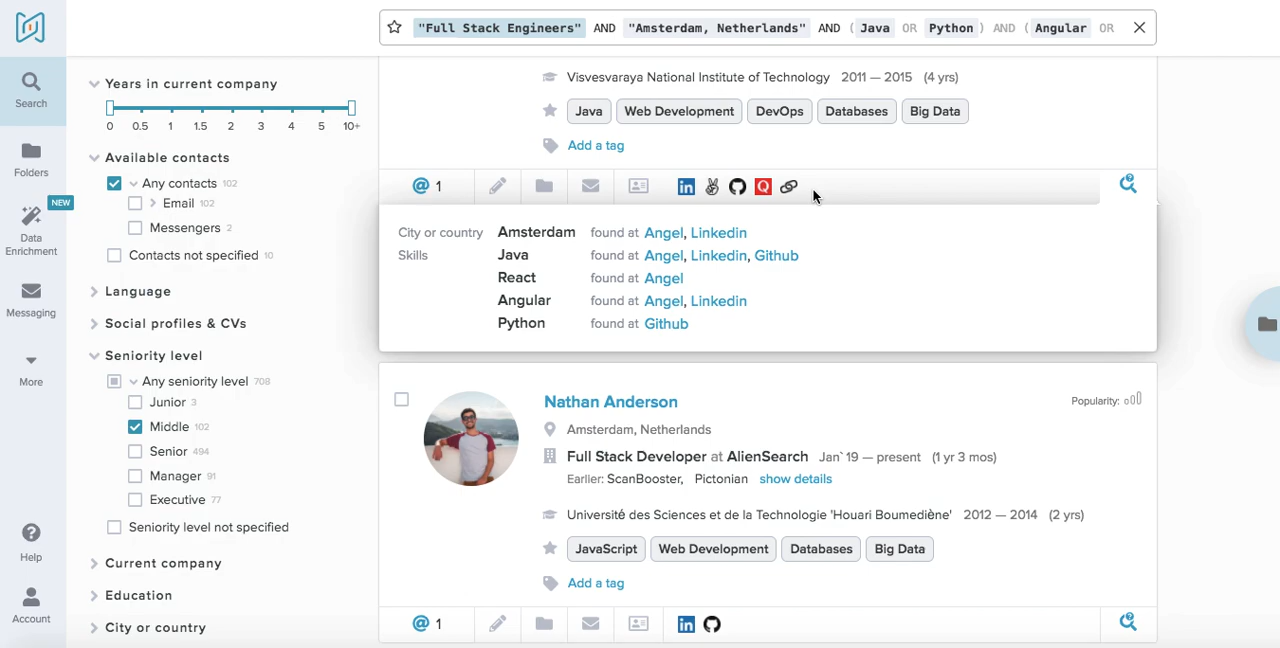 "Full Stack Engineers" AND "Amsterdam, Netherlands" AND (Java OR Python) AND (Angular OR
Search
Folders
NEW
Data
Enrichment
Messaging
More
Help
Account
Years in current company
0 0.5 1 1.5 2 3 4 5 10+
Available contacts
Any contacts 102
Email 102
Messengers 2
Contacts not specified 10
Language
Social profiles & CVs
Seniority level
Any seniority level 708
Junior 3
Middle 102
Senior 494
Manager 91
Executive 77
Seniority level not specified
Current company
Education
City or country
Visvesvaraya National Institute of Technology 2011 — 2015 (4 yrs)
Java Web Development DevOps Databases Big Data
Add a tag
@ 1 in Q
City or country Amsterdam found at Angel, Linkedin
Skills Java found at Angel, Linkedin, Github
React found at Angel
Angular found at Angel, Linkedin
Python found at Github
Nathan Anderson Popularity:
Amsterdam, Netherlands
Full Stack Developer at AlienSearch Jan`19 — present (1 yr 3 mos)
Earlier: ScanBooster, Pictonian show details
Université des Sciences et de la Technologie 'Houari Boumediène' 2012 — 2014 (2 yrs)
JavaScript Web Development Databases Big Data
Add a tag
@ 1 in